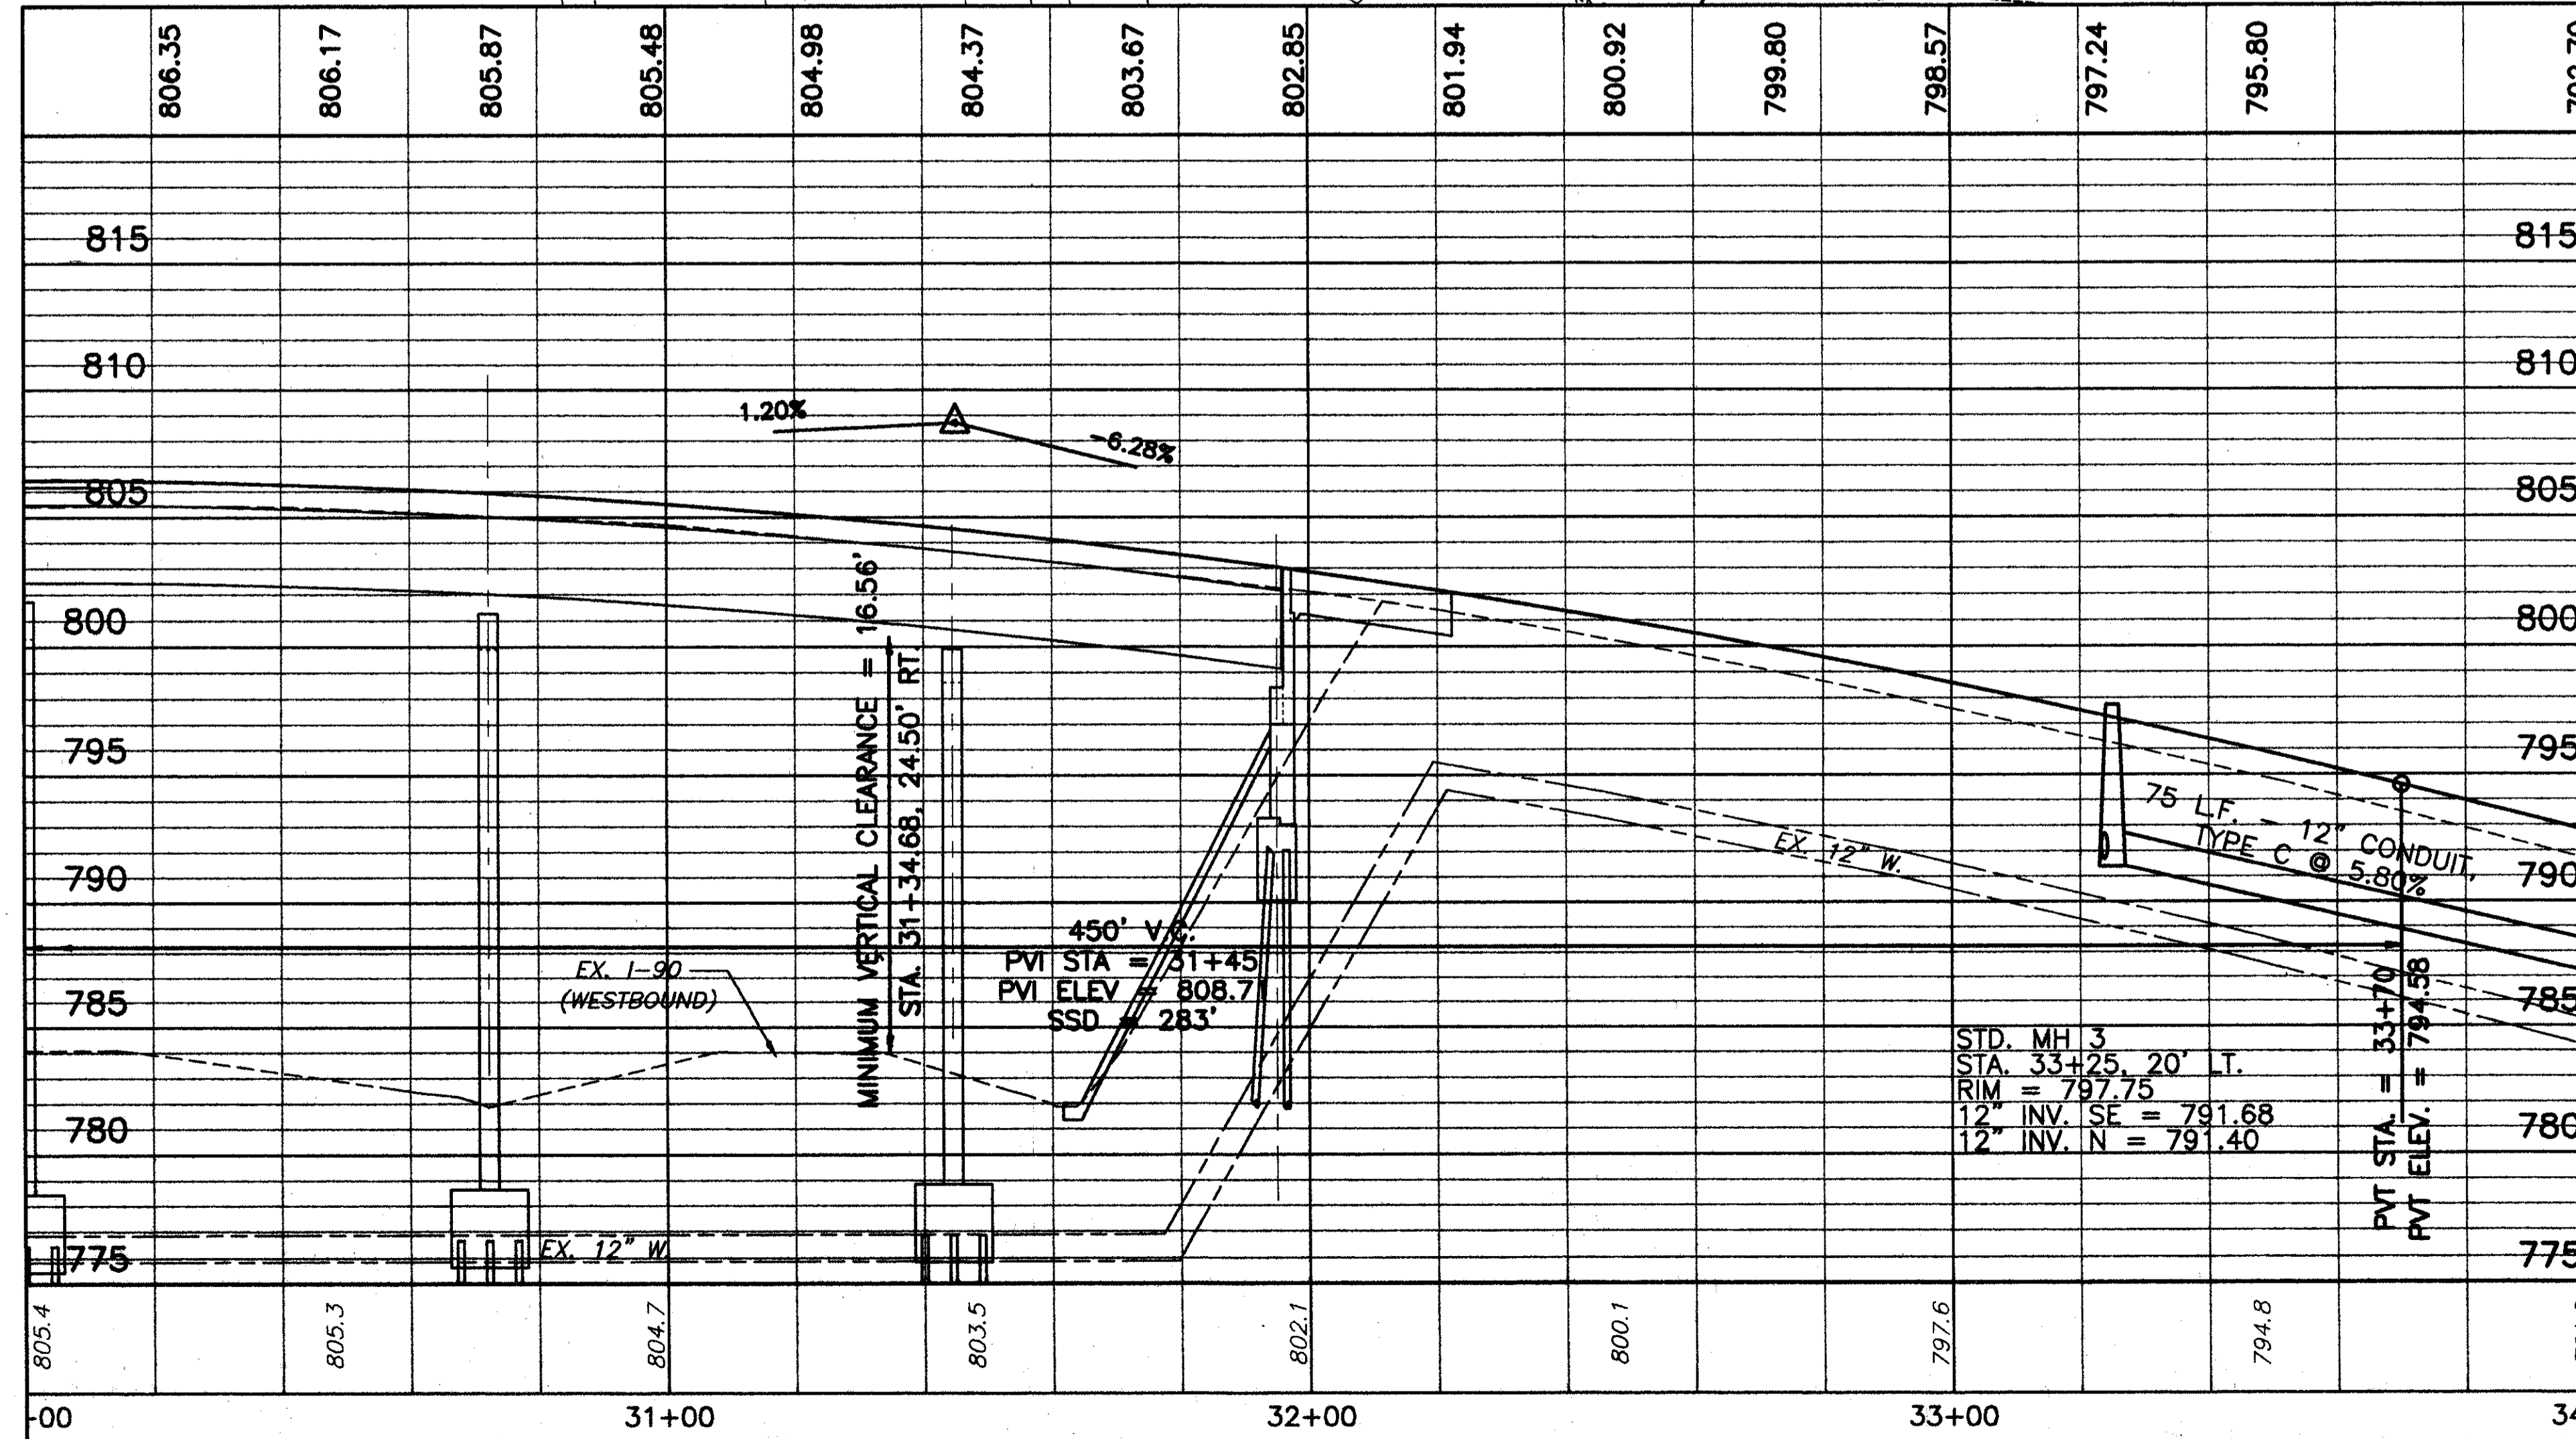 806.35 806.17 805.87 805.48 804.98 804.37 803.67 802.85 801.94 800.92 799.80 798.57 797.24 795.80
815 815
810 810
1.20%
-6.28%
805 805
800 800
MINIMUM VERTICAL CLEARANCE = 16.56'
STA. 31+34.68, 24.50' RT.
795 795
75 L.F. - 12" CONDUIT,
TYPE C @ 5.80%
EX. 12" W.
790 790
450' V.C.
PVI STA = 31+45
PVI ELEV = 808.7
SSD = 283'
EX. I-90
(WESTBOUND)
785 785
PVT STA. = 33+70
PVT ELEV. = 794.58
STD. MH 3
STA. 33+25, 20' LT.
RIM = 797.75
12" INV. SE = 791.68
12" INV. N = 791.40
780 780
EX. 12" W.
775 775
805.4 805.3 804.7 803.5 802.1 800.1 797.6 794.8
+00 31+00 32+00 33+00 34